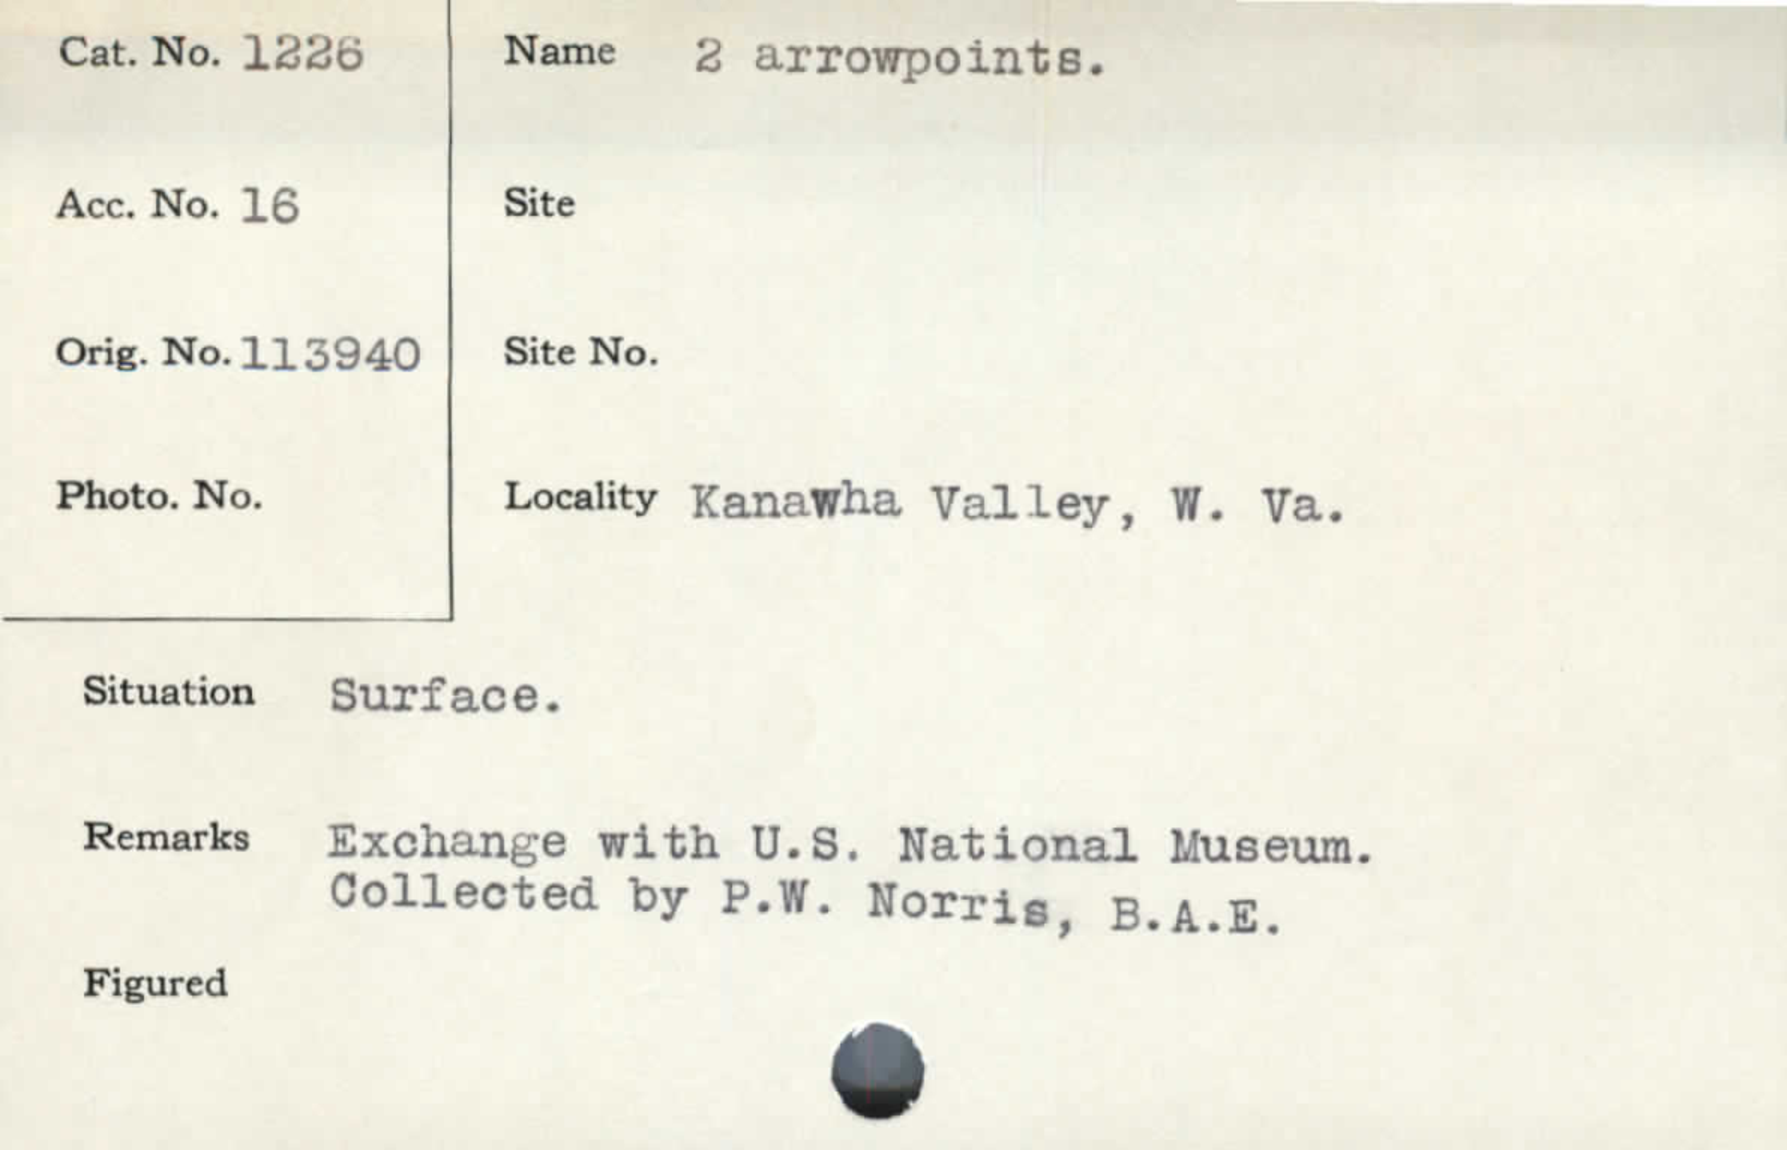 Cat. No. 1226
Name 2 arrowpoints.
Acc. No. 16
Site
Orig. No. 113940
Site No.
Photo. No.
Locality Kanawha Valley, W. Va.
Situation Surface.
Remarks Exchange with U.S. National Museum.
Collected by P.W. Norris, B.A.E.
Figured